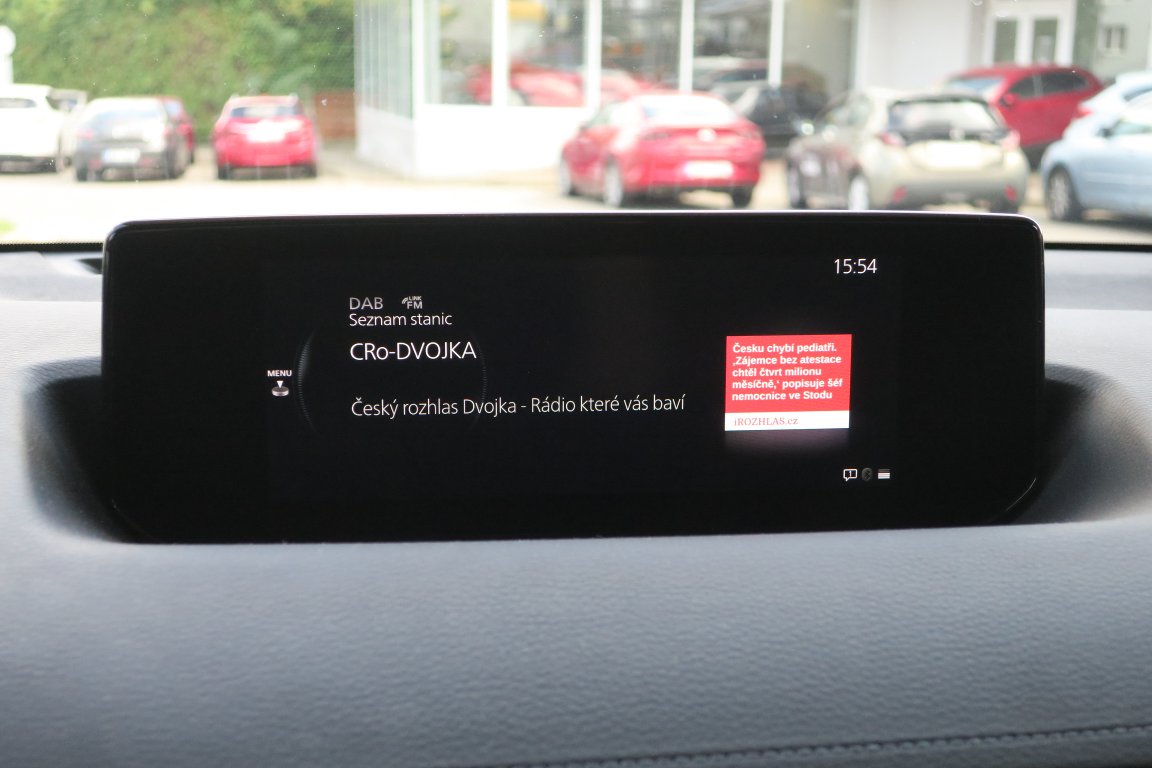 15:54
DAB LINK FM
Seznam stanic
CRo-DVOJKA
MENU
Český rozhlas Dvojka - Rádio které vás baví
Česku chybí pediatři.
‚Zájemce bez atestace
chtěl čtvrt milionu
měsíčně,‘ popisuje šéf
nemocnice ve Stodu
iROZHLAS.cz